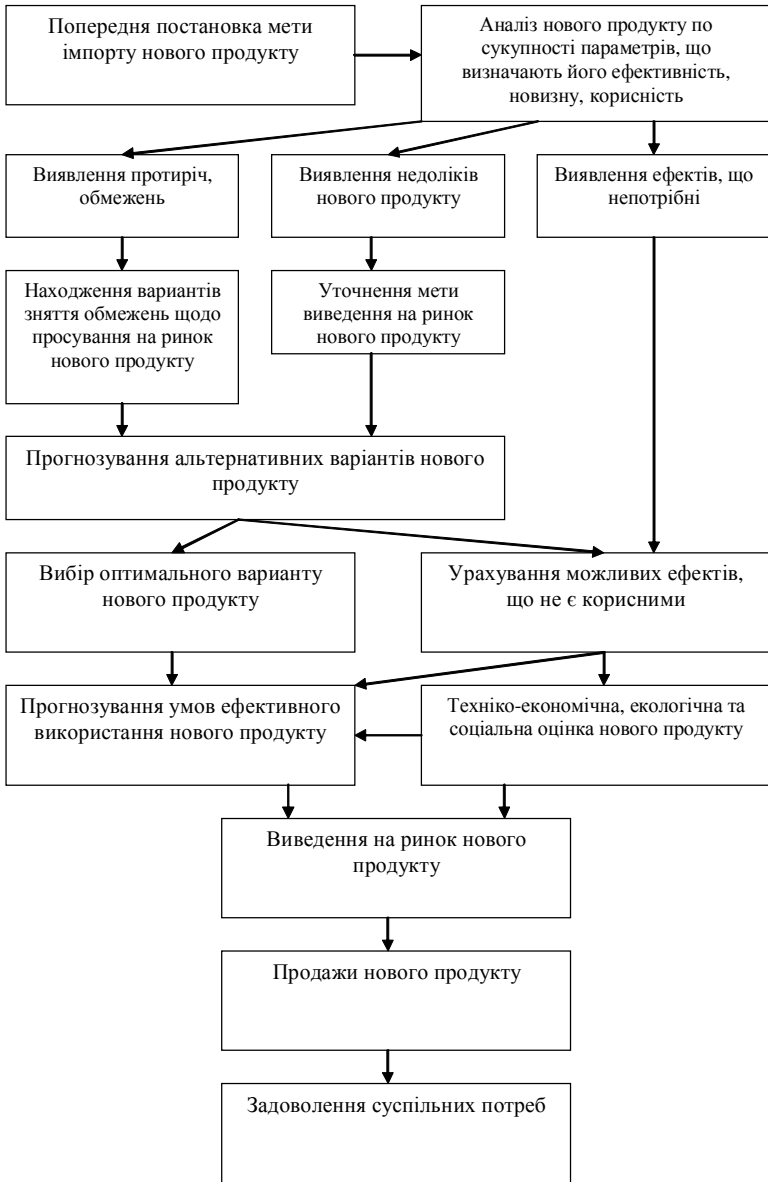 Попередня постановка мети
імпорту нового продукту
Аналіз нового продукту по
сукупності параметрів, що
визначають його ефективність,
новизну, корисність
Виявлення протиріч,
обмежень
Виявлення недоліків
нового продукту
Виявлення ефектів, що
непотрібні
Находження вариантів
зняття обмежень щодо
просування на ринок
нового продукту
Уточнення мети
виведення на ринок
нового продукту
Прогнозування альтернативних варіантів нового
продукту
Вибір оптимального варианту
нового продукту
Урахування можливих ефектів,
що не є корисними
Прогнозування умов ефективного
використання нового продукту
Техніко-економічна, екологічна та
соціальна оцінка нового продукту
Виведення на ринок нового
продукту
Продажи нового продукту
Задоволення суспільних потреб